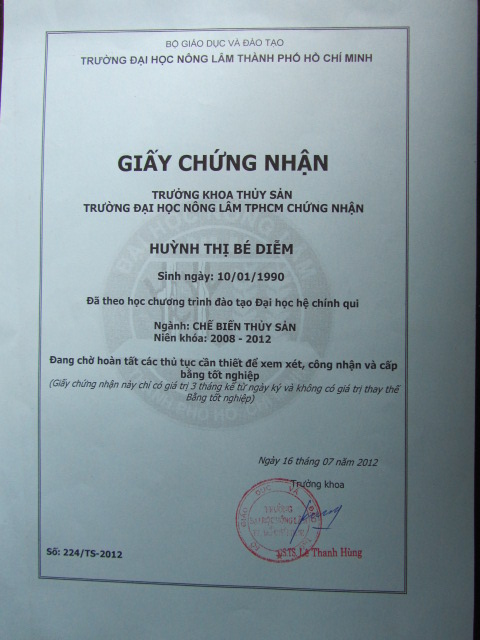 BỘ GIÁO DỤC VÀ ĐÀO TẠO
TRƯỜNG ĐẠI HỌC NÔNG LÂM THÀNH PHỐ HỒ CHÍ MINH
GIẤY CHỨNG NHẬN
TRƯỞNG KHOA THỦY SẢN
TRƯỜNG ĐẠI HỌC NÔNG LÂM TPHCM CHỨNG NHẬN
HUỲNH THỊ BÉ DIỄM
Sinh ngày: 10/01/1990
Đã theo học chương trình đào tạo Đại học hệ chính qui
Ngành: CHẾ BIẾN THỦY SẢN
Niên khóa: 2008 - 2012
Đang chờ hoàn tất các thủ tục cần thiết để xem xét, công nhận và cấp
bằng tốt nghiệp
(Giấy chứng nhận này chỉ có giá trị 3 tháng kể từ ngày ký và không có giá trị thay thế
Bằng tốt nghiệp)
Ngày 16 tháng 07 năm 2012
Trưởng khoa
TRƯỜNG
ĐẠI HỌC NÔNG LÂM
Lê Thanh Hùng
Số: 224/TS-2012